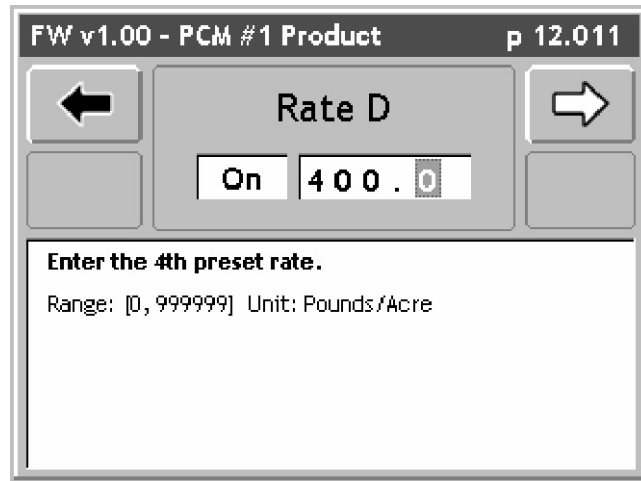 FW v1.00 - PCM #1 Product p 12.011
Rate D
On 400.0
Enter the 4th preset rate.
Range: [0, 999999] Unit: Pounds/Acre